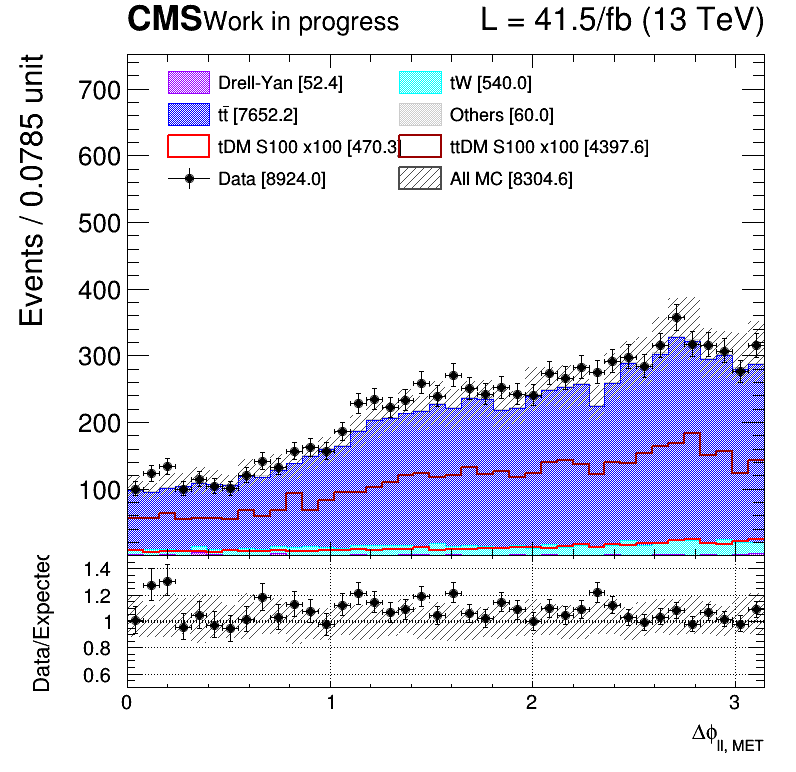 CMS Work in progress L = 41.5/fb (13 TeV)
Events / 0.0785 unit
700
600
500
400
300
200
100
Drell-Yan [52.4]
tW [540.0]
tt̄ [7652.2]
Others [60.0]
tDM S100 x100 [470.3]
ttDM S100 x100 [4397.6]
Data [8924.0]
All MC [8304.6]
Data/Expected
1.4
1.2
1
0.8
0.6
0 1 2 3
Δϕll, MET